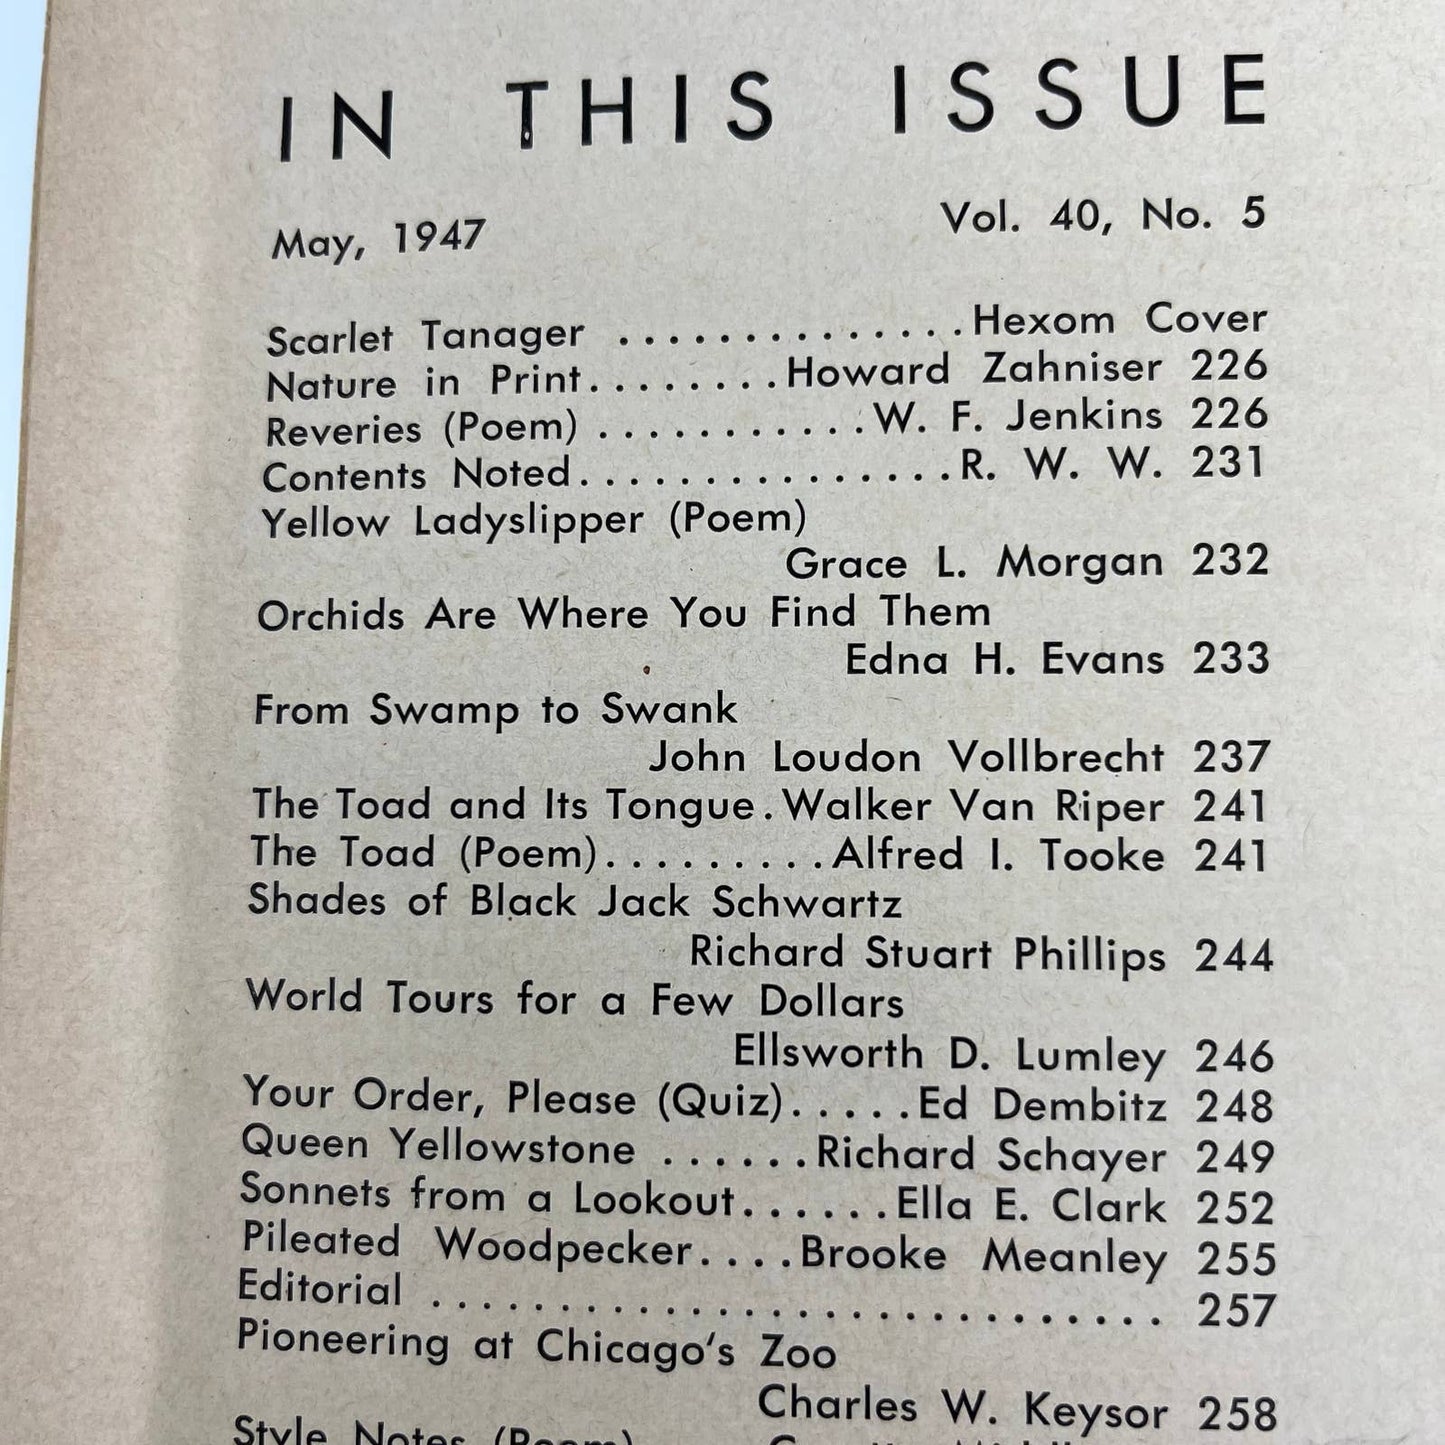 IN THIS ISSUE
May, 1947 Vol. 40, No. 5
Scarlet Tanager ..............Hexom Cover
Nature in Print........Howard Zahniser 226
Reveries (Poem) ...........W. F. Jenkins 226
Contents Noted...............R. W. W. 231
Yellow Ladyslipper (Poem)
Grace L. Morgan 232
Orchids Are Where You Find Them
Edna H. Evans 233
From Swamp to Swank
John Loudon Vollbrecht 237
The Toad and Its Tongue.Walker Van Riper 241
The Toad (Poem).........Alfred I. Tooke 241
Shades of Black Jack Schwartz
Richard Stuart Phillips 244
World Tours for a Few Dollars
Ellsworth D. Lumley 246
Your Order, Please (Quiz).....Ed Dembitz 248
Queen Yellowstone ......Richard Schayer 249
Sonnets from a Lookout......Ella E. Clark 252
Pileated Woodpecker....Brooke Meanley 255
Editorial ............................. 257
Pioneering at Chicago's Zoo
Charles W. Keysor 258
Style Notes (Poem)